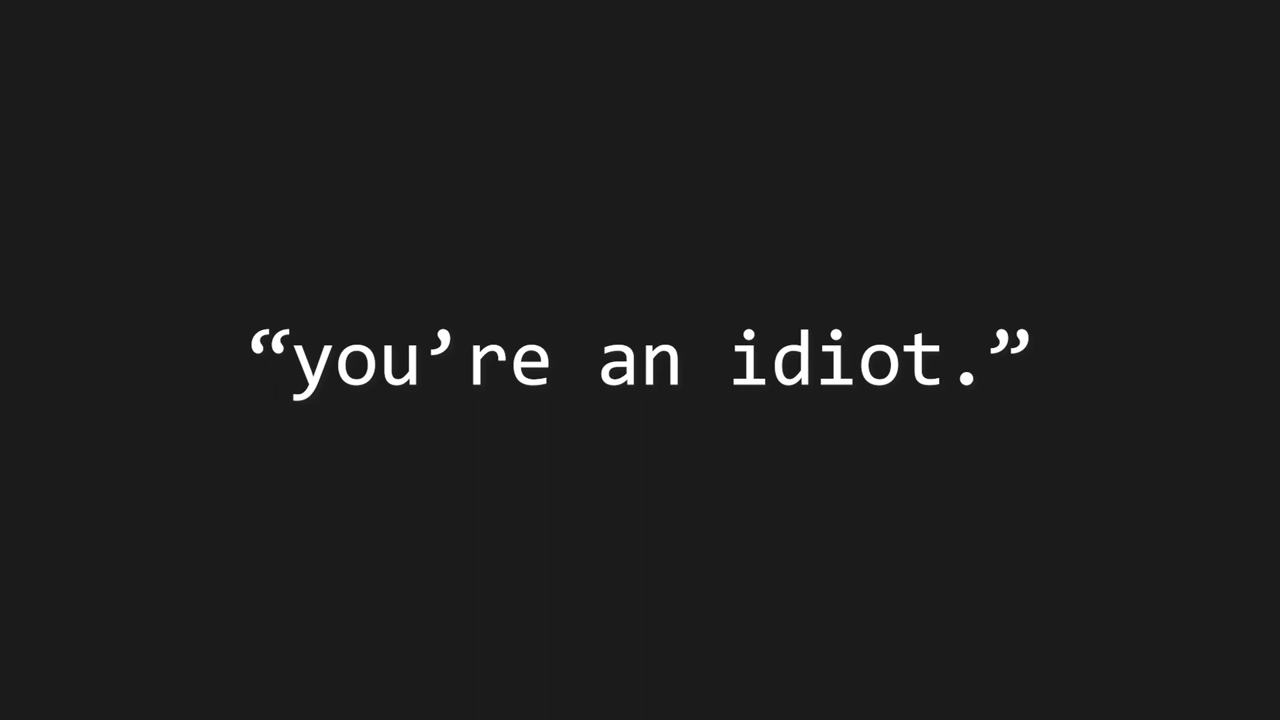 “you’re an idiot.”